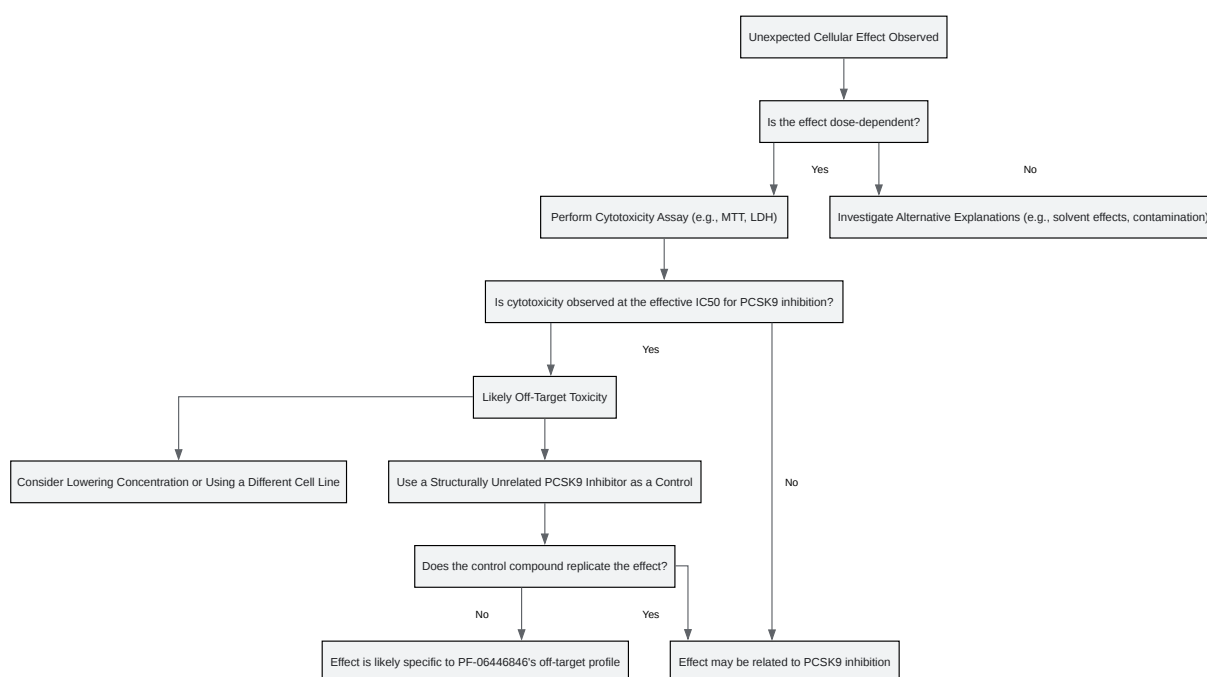 Unexpected Cellular Effect Observed
Is the effect dose-dependent?
Yes
No
Perform Cytotoxicity Assay (e.g., MTT, LDH)
Investigate Alternative Explanations (e.g., solvent effects, contamination)
Is cytotoxicity observed at the effective IC50 for PCSK9 inhibition?
Yes
Likely Off-Target Toxicity
Consider Lowering Concentration or Using a Different Cell Line
Use a Structurally Unrelated PCSK9 Inhibitor as a Control
No
Does the control compound replicate the effect?
No
Yes
Effect is likely specific to PF-06446846's off-target profile
Effect may be related to PCSK9 inhibition